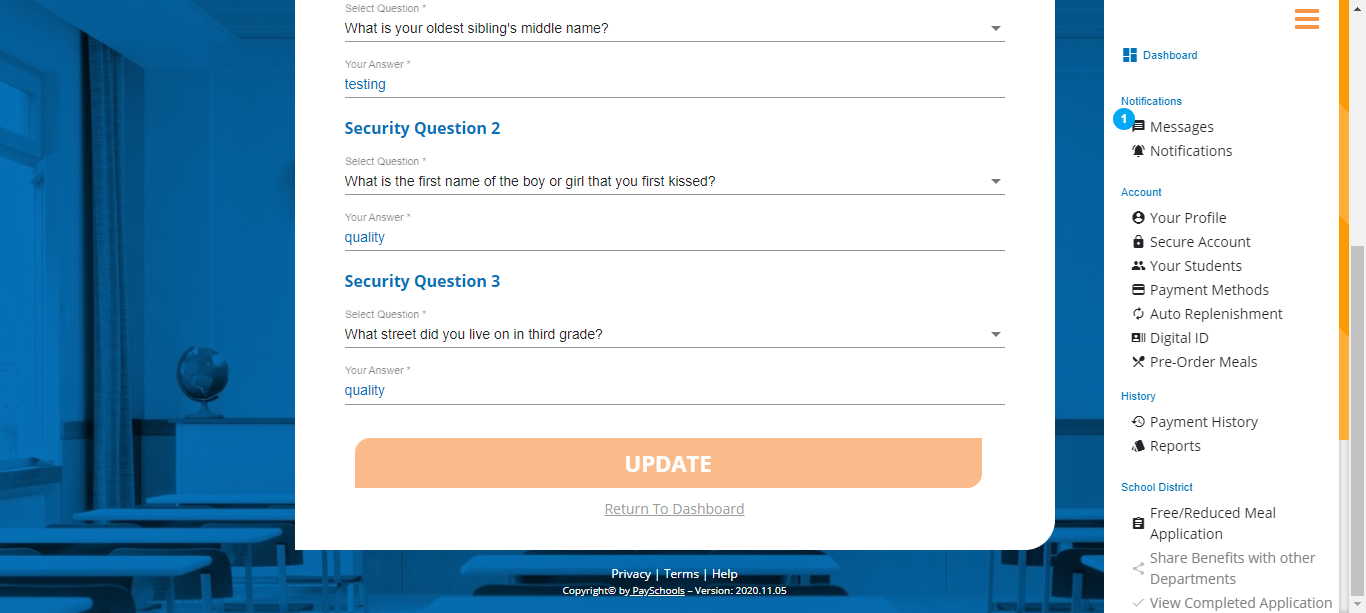 Select Question *
What is your oldest sibling's middle name?
Your Answer *
testing
Security Question 2
Select Question *
What is the first name of the boy or girl that you first kissed?
Your Answer *
quality
Security Question 3
Select Question *
What street did you live on in third grade?
Your Answer *
quality
UPDATE
Return To Dashboard
Privacy | Terms | Help
Copyright© by PaySchools – Version: 2020.11.05
Dashboard
Notifications
1
Messages
Notifications
Account
Your Profile
Secure Account
Your Students
Payment Methods
Auto Replenishment
Digital ID
Pre-Order Meals
History
Payment History
Reports
School District
Free/Reduced Meal
Application
Share Benefits with other
Departments
View Completed Application